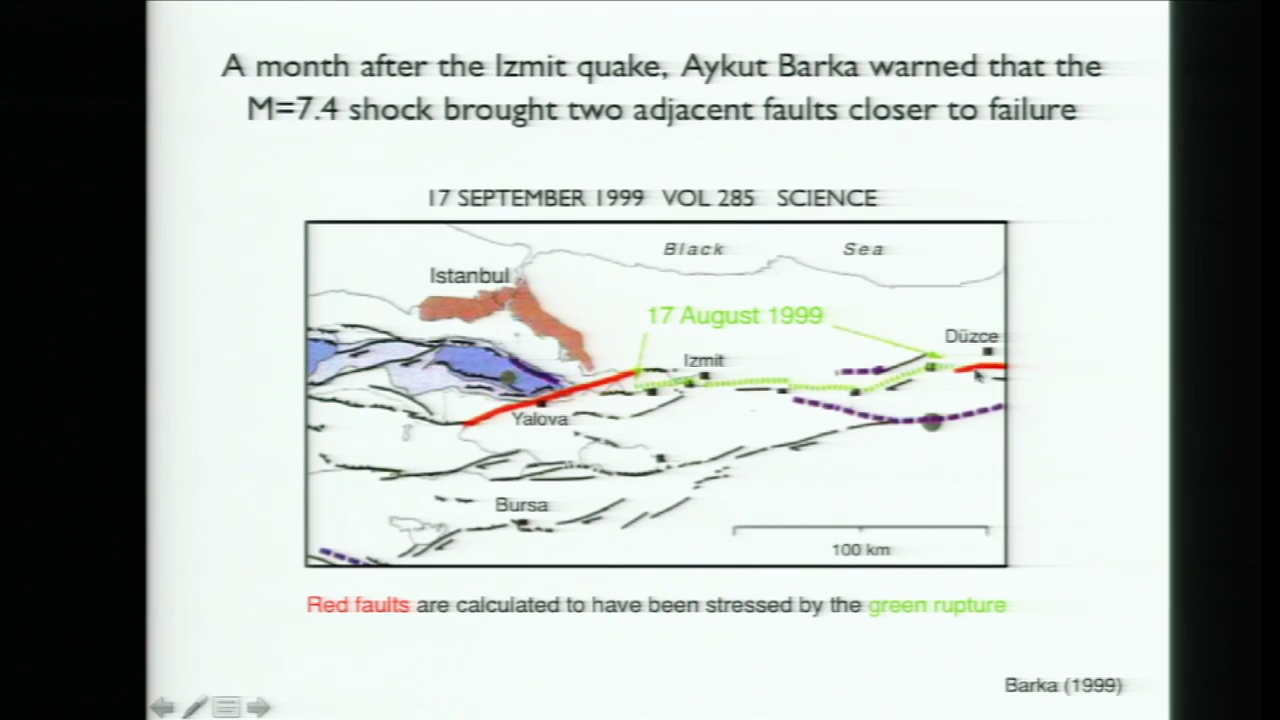 A month after the Izmit quake, Aykut Barka warned that the
M=7.4 shock brought two adjacent faults closer to failure
17 SEPTEMBER 1999 VOL 285 SCIENCE
Black Sea
Istanbul
17 August 1999
Düzce
Izmit
Yalova
Bursa
100 km
Red faults are calculated to have been stressed by the green rupture
Barka (1999)